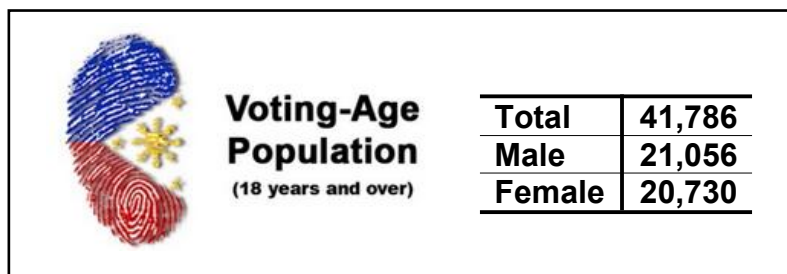 Voting-Age
Population
(18 years and over)
Total 41,786
Male 21,056
Female 20,730